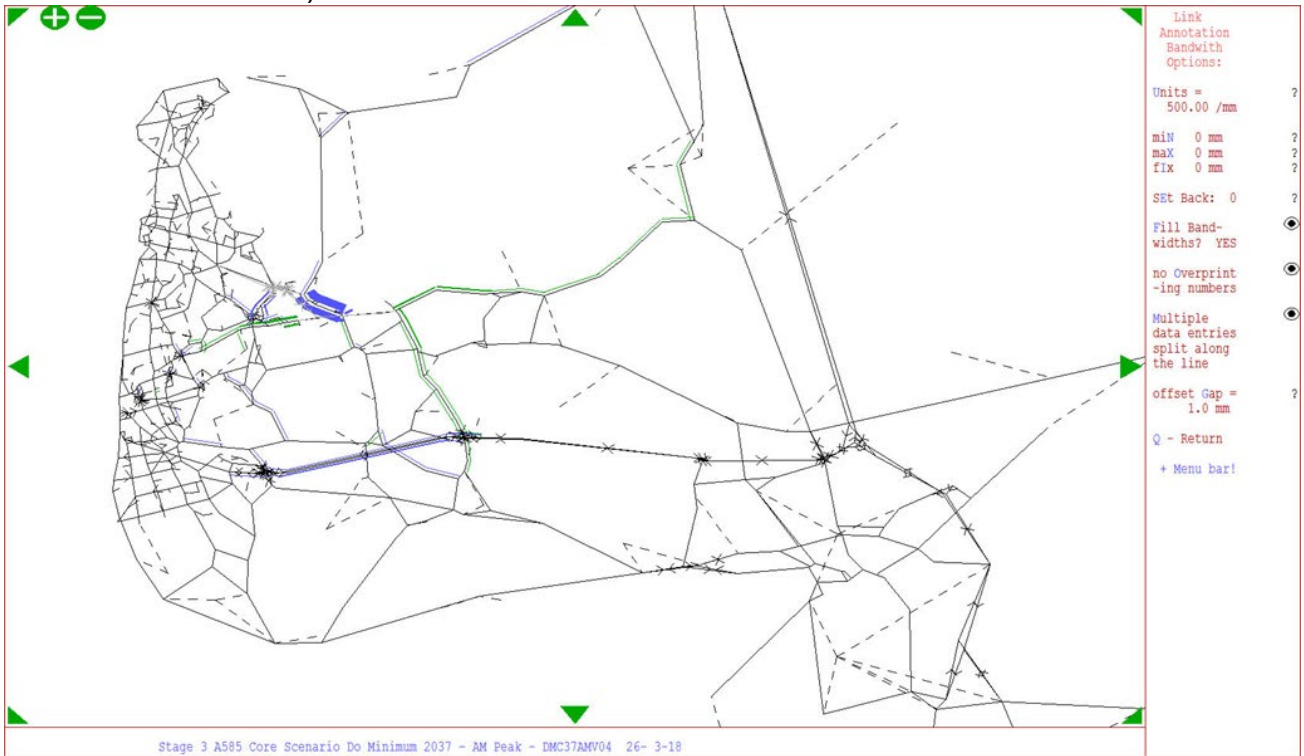 Link
Annotation
Bandwith
Options:
Units = ?
500.00 /mm
miN 0 mm ?
maX 0 mm ?
fIx 0 mm ?
SEt Back: 0 ?
Fill Band-
widths? YES
no Overprint
-ing numbers
Multiple
data entries
split along
the line
offset Gap = ?
1.0 mm
Q - Return
+ Menu bar!
Stage 3 A585 Core Scenario Do Minimum 2037 - AM Peak - DMC37AMV04 26- 3-18